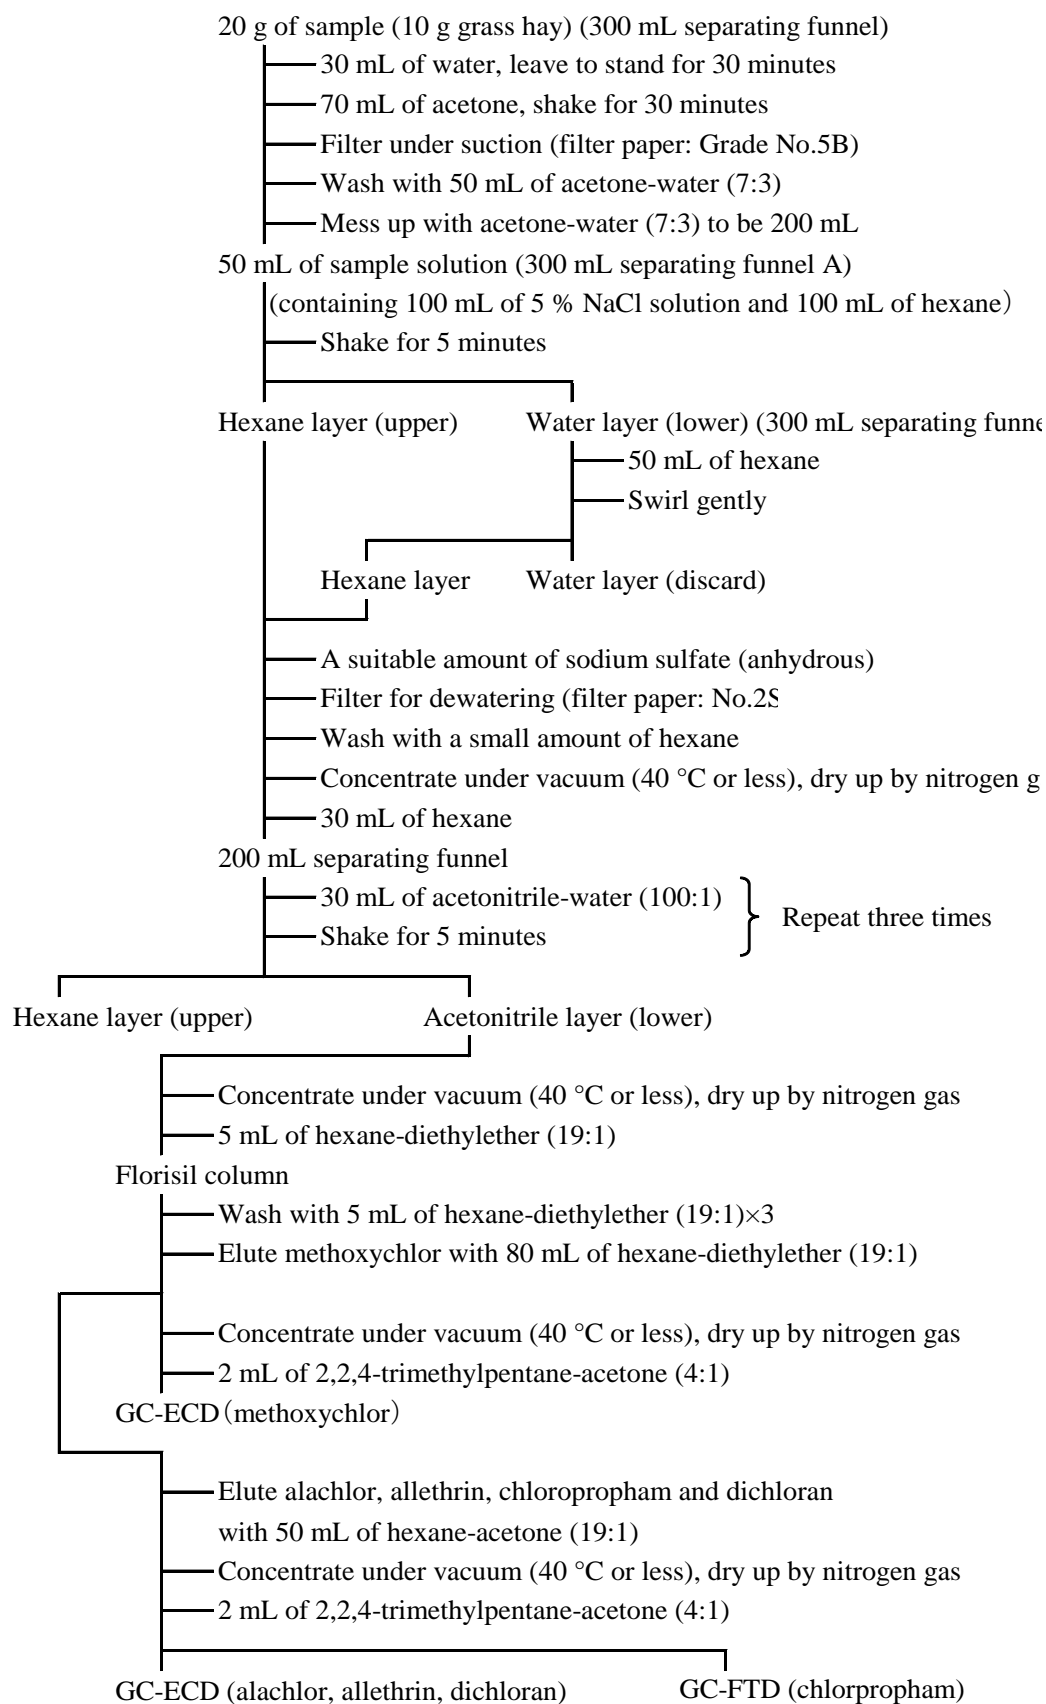 20 g of sample (10 g grass hay) (300 mL separating funnel)
30 mL of water, leave to stand for 30 minutes
70 mL of acetone, shake for 30 minutes
Filter under suction (filter paper: Grade No.5B)
Wash with 50 mL of acetone-water (7:3)
Mess up with acetone-water (7:3) to be 200 mL
50 mL of sample solution (300 mL separating funnel A)
(containing 100 mL of 5 % NaCl solution and 100 mL of hexane）
Shake for 5 minutes
Hexane layer (upper) Water layer (lower) (300 mL separating funne
50 mL of hexane
Swirl gently
Hexane layer Water layer (discard)
A suitable amount of sodium sulfate (anhydrous)
Filter for dewatering (filter paper: No.2S
Wash with a small amount of hexane
Concentrate under vacuum (40 °C or less), dry up by nitrogen g
30 mL of hexane
200 mL separating funnel
30 mL of acetonitrile-water (100:1)
Repeat three times
Shake for 5 minutes
Hexane layer (upper) Acetonitrile layer (lower)
Concentrate under vacuum (40 °C or less), dry up by nitrogen gas
5 mL of hexane-diethylether (19:1)
Florisil column
Wash with 5 mL of hexane-diethylether (19:1)×3
Elute methoxychlor with 80 mL of hexane-diethylether (19:1)
Concentrate under vacuum (40 °C or less), dry up by nitrogen gas
2 mL of 2,2,4-trimethylpentane-acetone (4:1)
GC-ECD（methoxychlor）
Elute alachlor, allethrin, chloropropham and dichloran
with 50 mL of hexane-acetone (19:1)
Concentrate under vacuum (40 °C or less), dry up by nitrogen gas
2 mL of 2,2,4-trimethylpentane-acetone (4:1)
GC-ECD (alachlor, allethrin, dichloran) GC-FTD (chlorpropham)